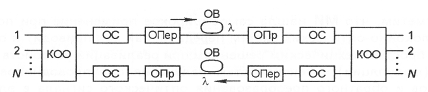 ОВ
λ
1 2 N КОО ОС ОПер ОПр ОС КОО 1 2 N
ОВ
ОС ОПр λ ОПер ОС